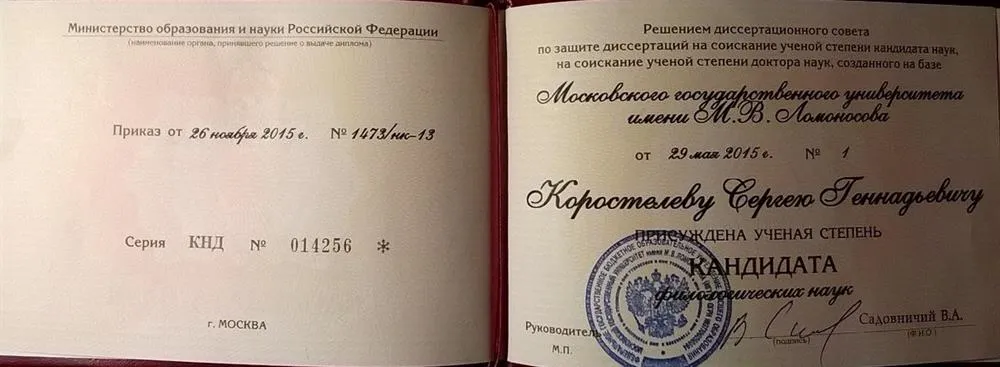 Министерство образования и науки Российской Федерации
(наименование органа, принявшего решение о выдаче диплома)
Приказ от 26 ноября 2015 г. № 1473/нк-13
Серия КНД № 014256 *
г. МОСКВА
Решением диссертационного совета
по защите диссертаций на соискание ученой степени кандидата наук,
на соискание ученой степени доктора наук, созданного на базе
Московского государственного университета
имени М.В. Ломоносова
от 29 мая 2015 г. № 1
Коростелеву Сергею Геннадьевичу
ПРИСУЖДЕНА УЧЕНАЯ СТЕПЕНЬ
КАНДИДАТА
филологических наук
Руководитель
Садовничий В.А.
(подпись)
(Ф.И.О.)
М.П.